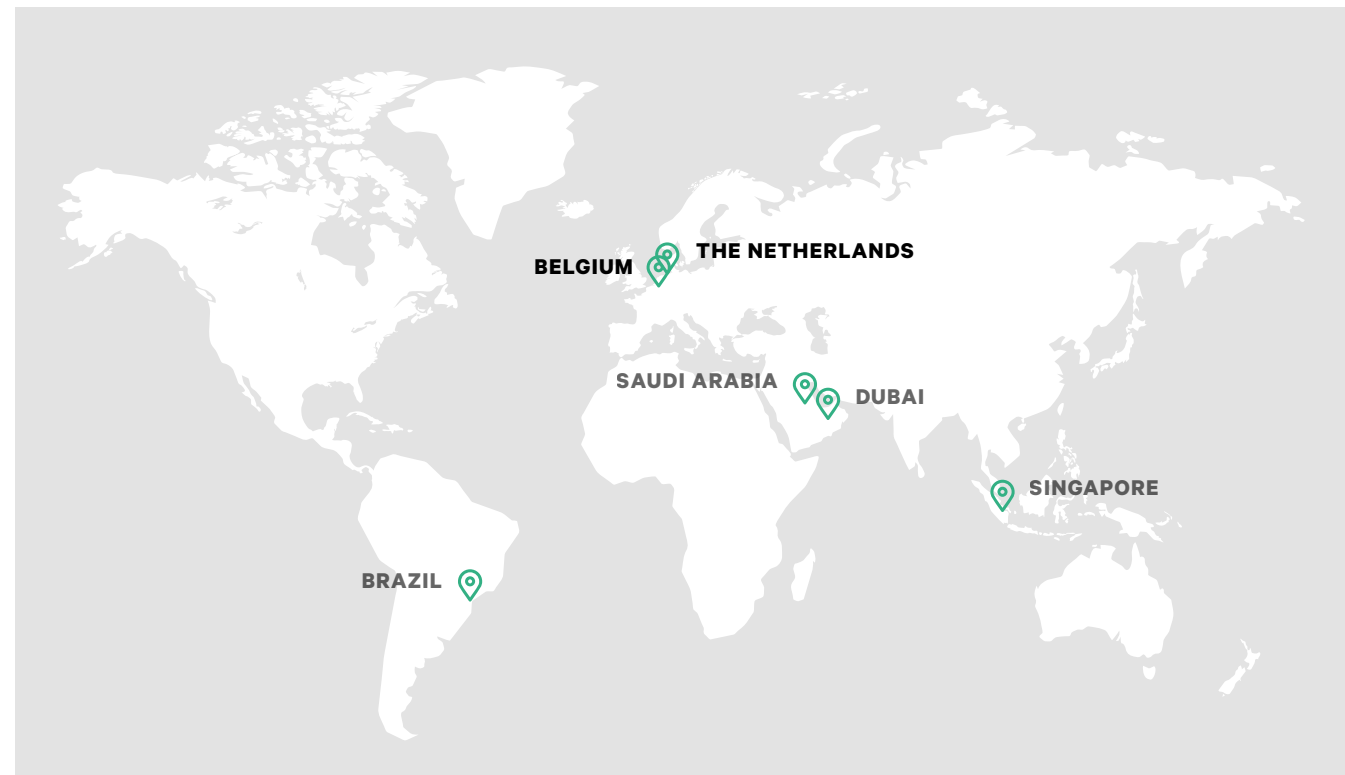 THE NETHERLANDS
BELGIUM
SAUDI ARABIA
DUBAI
SINGAPORE
BRAZIL